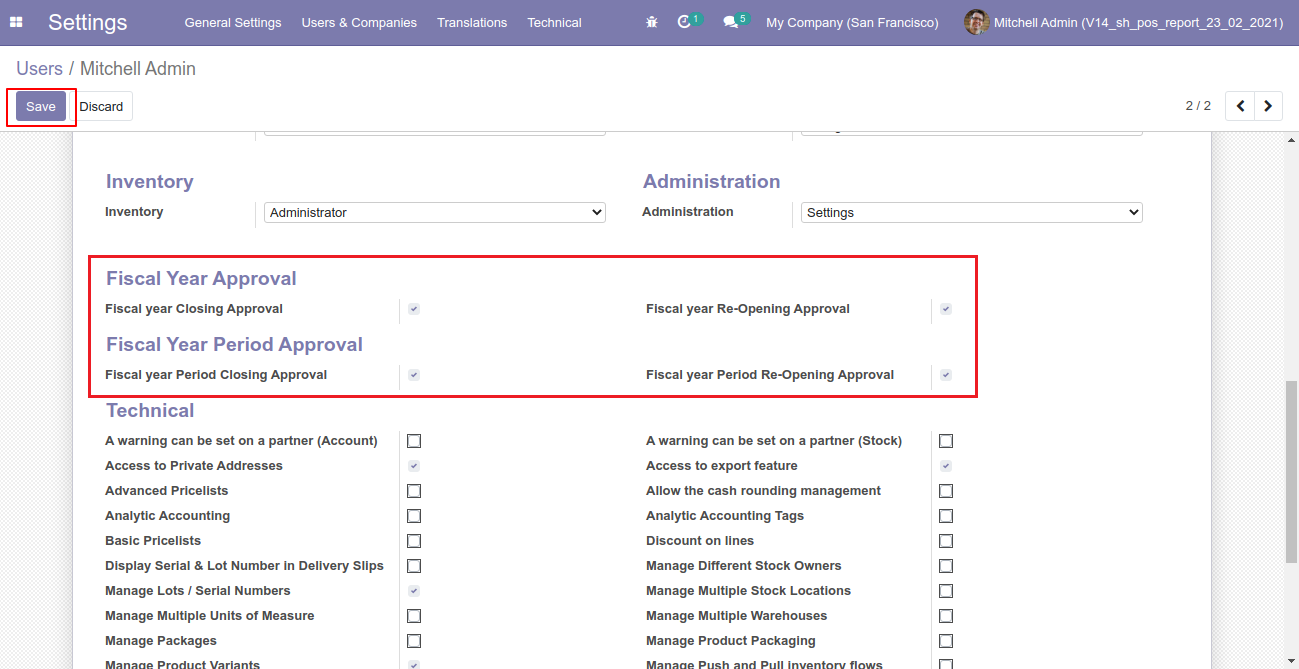 Settings General Settings Users & Companies Translations Technical 1 5 My Company (San Francisco) Mitchell Admin (V14_sh_pos_report_23_02_2021)
Users / Mitchell Admin
Save Discard 2 / 2
Inventory Administration
Inventory Administrator Administration Settings
Fiscal Year Approval
Fiscal year Closing Approval Fiscal year Re-Opening Approval
Fiscal Year Period Approval
Fiscal year Period Closing Approval Fiscal year Period Re-Opening Approval
Technical
A warning can be set on a partner (Account) A warning can be set on a partner (Stock)
Access to Private Addresses Access to export feature
Advanced Pricelists Allow the cash rounding management
Analytic Accounting Analytic Accounting Tags
Basic Pricelists Discount on lines
Display Serial & Lot Number in Delivery Slips Manage Different Stock Owners
Manage Lots / Serial Numbers Manage Multiple Stock Locations
Manage Multiple Units of Measure Manage Multiple Warehouses
Manage Packages Manage Product Packaging
Manage Product Variants Manage Push and Pull inventory flows